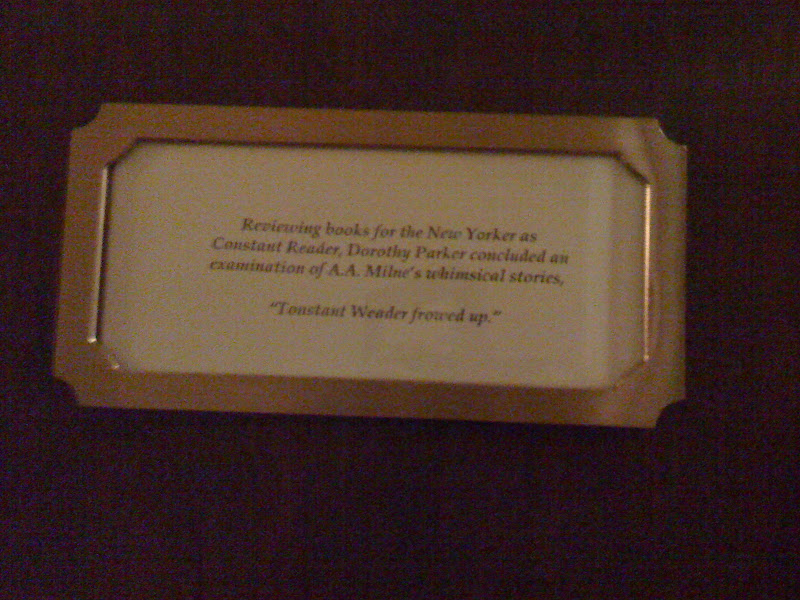 Reviewing books for the New Yorker as
Constant Reader, Dorothy Parker concluded an
examination of A.A. Milne's whimsical stories,
"Tonstant Weader frowed up."